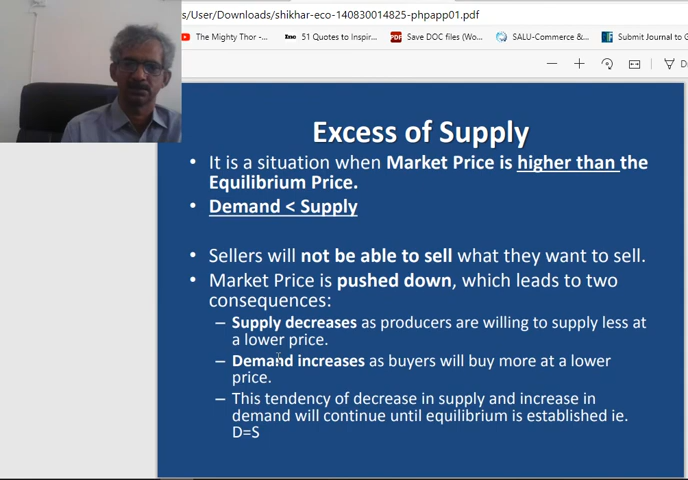 s/User/Downloads/shikhar-eco-140830014825-phpapp01.pdf
The Mighty Thor -...
Eno 51 Quotes to Inspir...
PDF Save DOC files (Wo...
SALU-Commerce &...
Submit Journal to G
Excess of Supply
• It is a situation when Market Price is higher than the
Equilibrium Price.
• Demand < Supply
• Sellers will not be able to sell what they want to sell.
• Market Price is pushed down, which leads to two
consequences:
– Supply decreases as producers are willing to supply less at
a lower price.
– Demand increases as buyers will buy more at a lower
price.
– This tendency of decrease in supply and increase in
demand will continue until equilibrium is established ie.
D=S